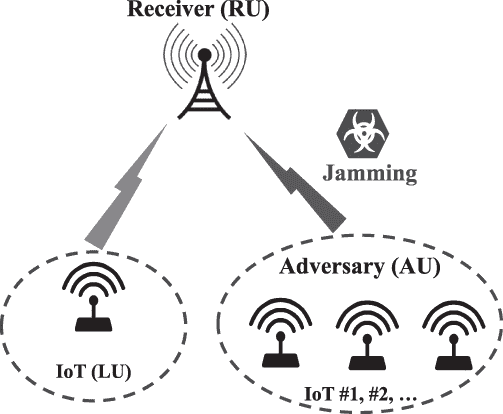 Receiver (RU)
Jamming
Adversary (AU)
IoT (LU)
IoT #1, #2, ...